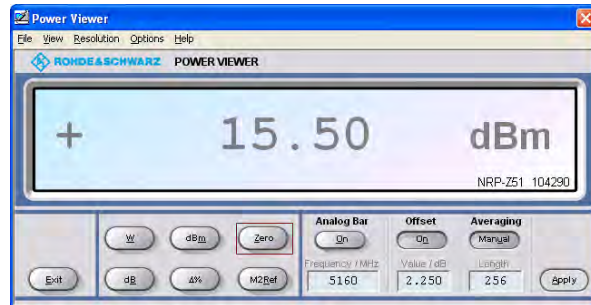 Power Viewer
File View Resolution Options Help
ROHDE&SCHWARZ POWER VIEWER
+ 15.50 dBm
NRP-Z51 104290
Analog Bar Offset Averaging
W dBm Zero On On Manual
Frequency / MHz Value / dB Length
Exit dB Δ% M2Ref 5160 2.250 256 Apply